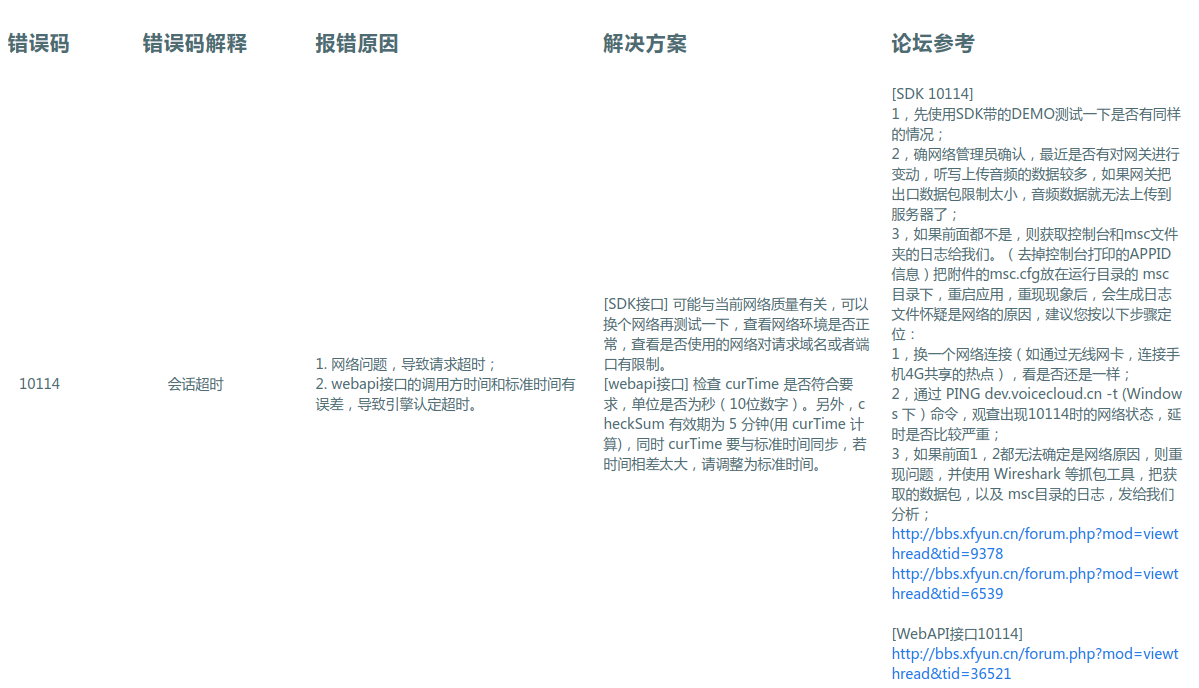 错误码
错误码解释
报错原因
解决方案
论坛参考
10114
会话超时
1. 网络问题，导致请求超时；
2. webapi接口的调用方时间和标准时间有
误差，导致引擎认定超时。
[SDK接口] 可能与当前网络质量有关，可以
换个网络再测试一下，查看网络环境是否正
常，查看是否使用的网络对请求域名或者端
口有限制。
[webapi接口] 检查 curTime 是否符合要
求，单位是否为秒（10位数字）。另外，c
heckSum 有效期为 5 分钟(用 curTime 计
算)，同时 curTime 要与标准时间同步，若
时间相差太大，请调整为标准时间。
[SDK 10114]
1，先使用SDK带的DEMO测试一下是否有同样
的情况；
2，确网络管理员确认，最近是否有对网关进行
变动，听写上传音频的数据较多，如果网关把
出口数据包限制太小，音频数据就无法上传到
服务器了；
3，如果前面都不是，则获取控制台和msc文件
夹的日志给我们。（去掉控制台打印的APPID
信息）把附件的msc.cfg放在运行目录的 msc
目录下，重启应用，重现现象后，会生成日志
文件怀疑是网络的原因，建议您按以下步骤定
位：
1，换一个网络连接（如通过无线网卡，连接手
机4G共享的热点），看是否还是一样；
2，通过 PING dev.voicecloud.cn -t (Window
s 下）命令，观查出现10114时的网络状态，延
时是否比较严重；
3，如果前面1，2都无法确定是网络原因，则重
现问题，并使用 Wireshark 等抓包工具，把获
取的数据包，以及 msc目录的日志，发给我们
分析；
http://bbs.xfyun.cn/forum.php?mod=viewt
hread&tid=9378
http://bbs.xfyun.cn/forum.php?mod=viewt
hread&tid=6539
[WebAPI接口10114]
http://bbs.xfyun.cn/forum.php?mod=viewt
hread&tid=36521